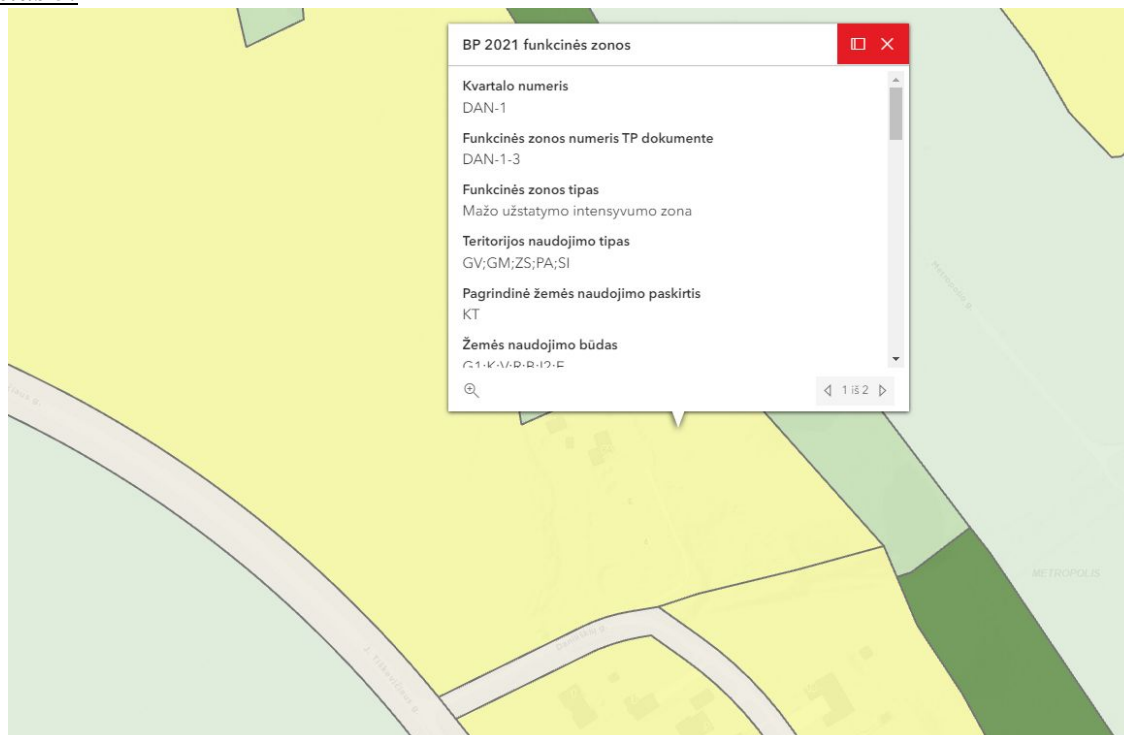 BP 2021 funkcinės zonos
Kvartalo numeris
DAN-1
Funkcinės zonos numeris TP dokumente
DAN-1-3
Funkcinės zonos tipas
Mažo užstatymo intensyvumo zona
Teritorijos naudojimo tipas
GV;GM;ZS;PA;SI
Pagrindinė žemės naudojimo paskirtis
KT
Žemės naudojimo būdas
G1;K;V;R;B;I2;E
1 iš 2
METROPOLIS